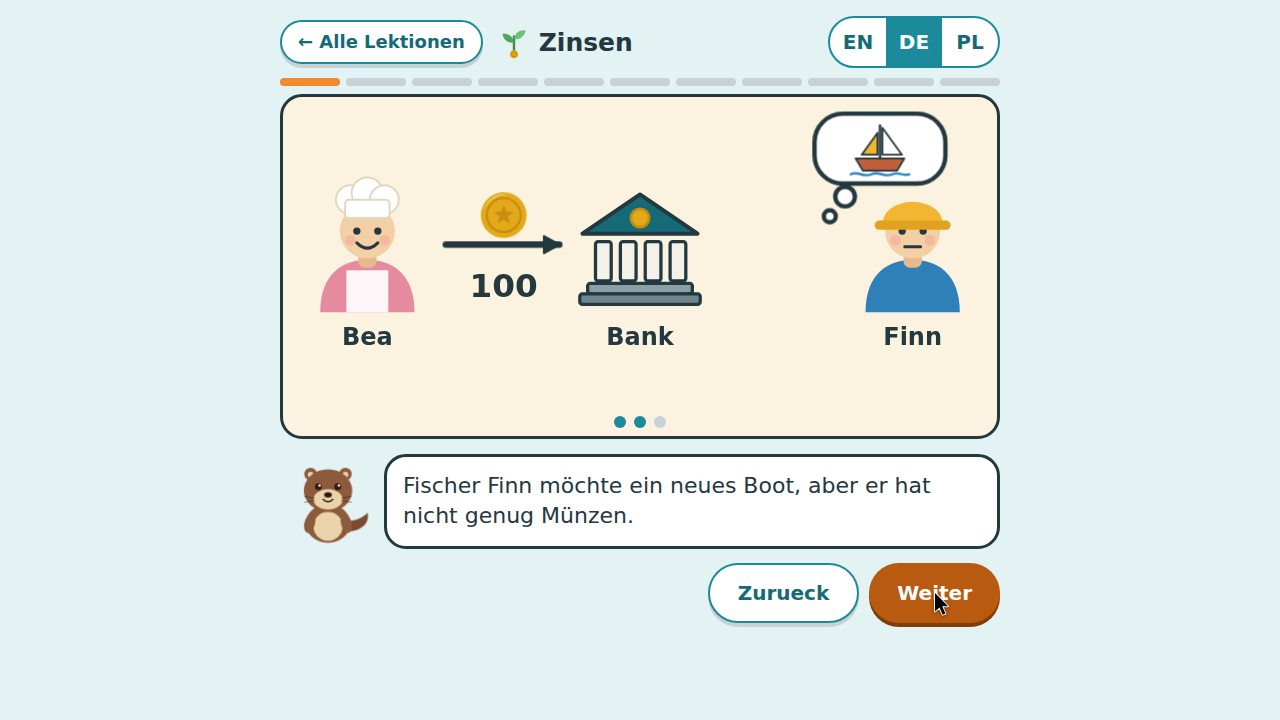 ← Alle Lektionen
Zinsen
EN DE PL
100
Bea
Bank
Finn
Fischer Finn möchte ein neues Boot, aber er hat
nicht genug Münzen.
Zurueck
Weiter